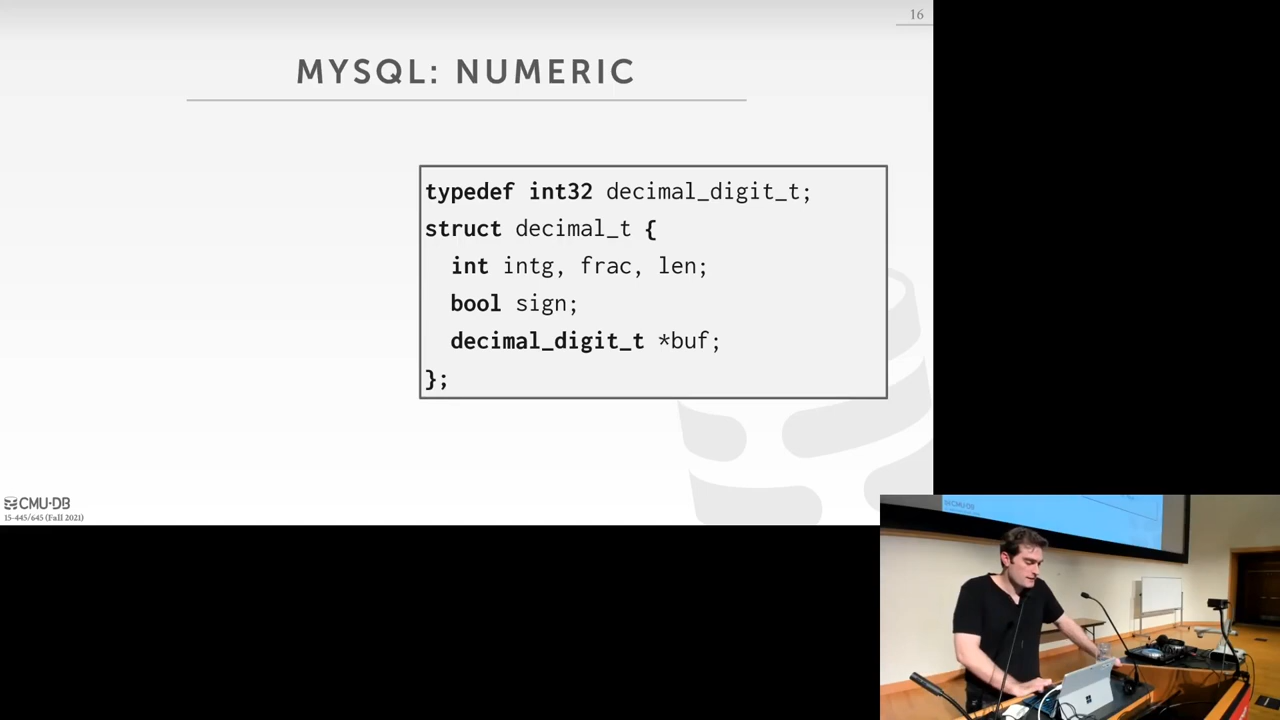 16
MYSQL: NUMERIC
typedef int32 decimal_digit_t;
struct decimal_t {
int intg, frac, len;
bool sign;
decimal_digit_t *buf;
};
CMU·DB
15-445/645 (Fall 2021)